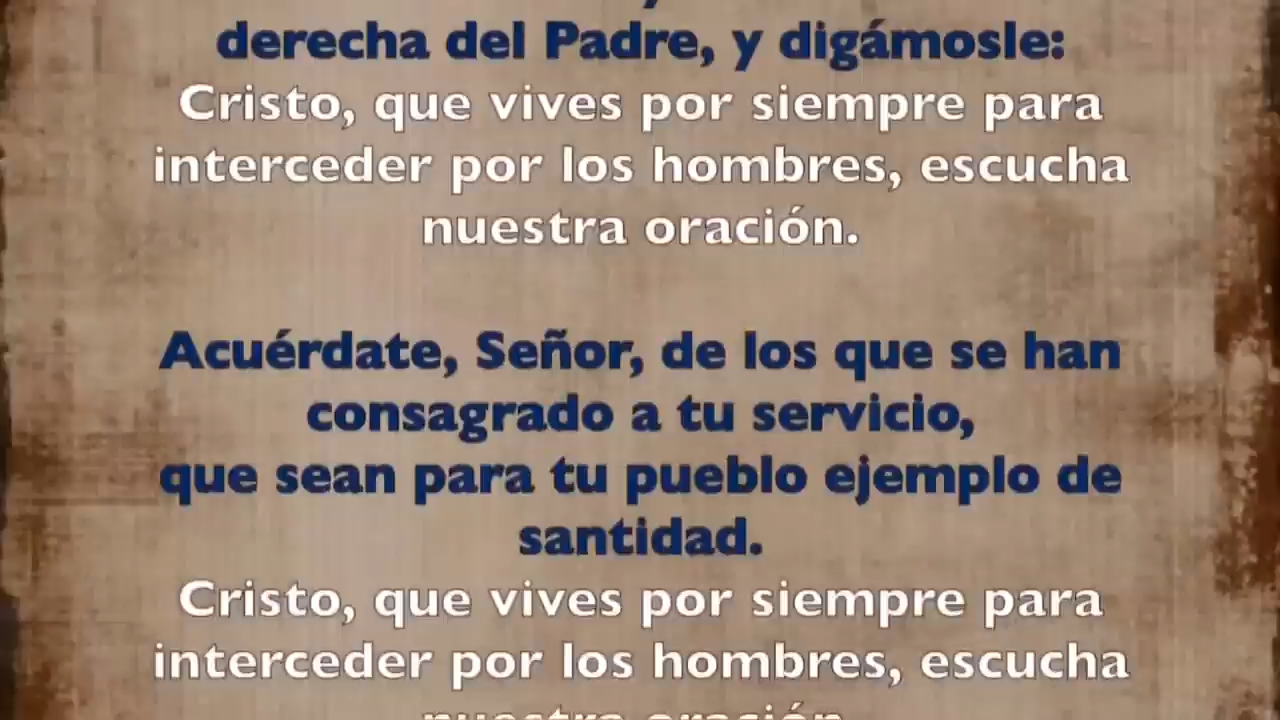 derecha del Padre, y digámosle:
Cristo, que vives por siempre para
interceder por los hombres, escucha
nuestra oración.
Acuérdate, Señor, de los que se han
consagrado a tu servicio,
que sean para tu pueblo ejemplo de
santidad.
Cristo, que vives por siempre para
interceder por los hombres, escucha